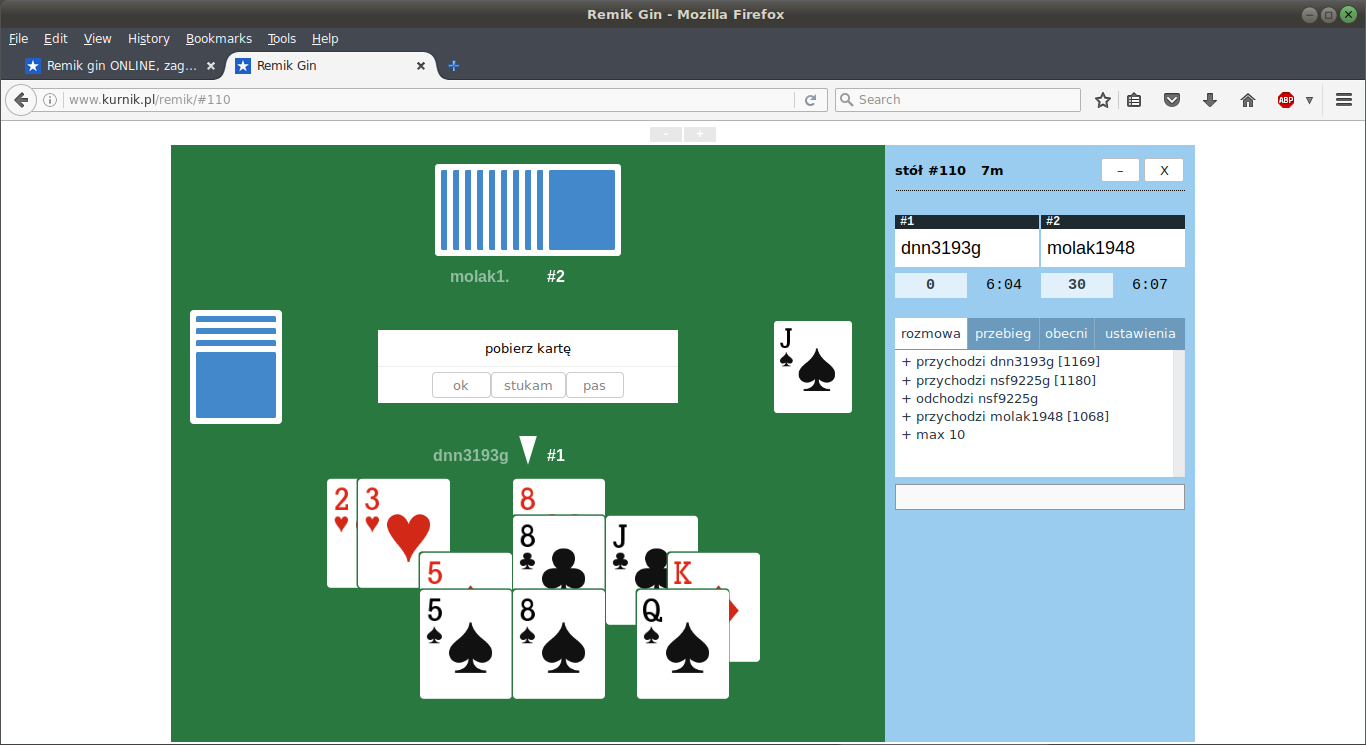 Remik Gin - Mozilla Firefox
File Edit View History Bookmarks Tools Help
Remik gin ONLINE, zag...
Remik Gin
www.kurnik.pl/remik/#110
Search
ABP
- +
stół #110 7m
– X
#1 #2
dnn3193g molak1948
0 6:04 30 6:07
rozmowa przebieg obecni ustawienia
+ przychodzi dnn3193g [1169]
+ przychodzi nsf9225g [1180]
+ odchodzi nsf9225g
+ przychodzi molak1948 [1068]
+ max 10
molak1. #2
J
pobierz kartę
ok stukam pas
dnn3193g #1
2 3 8
8 J
5 K
5 8 Q